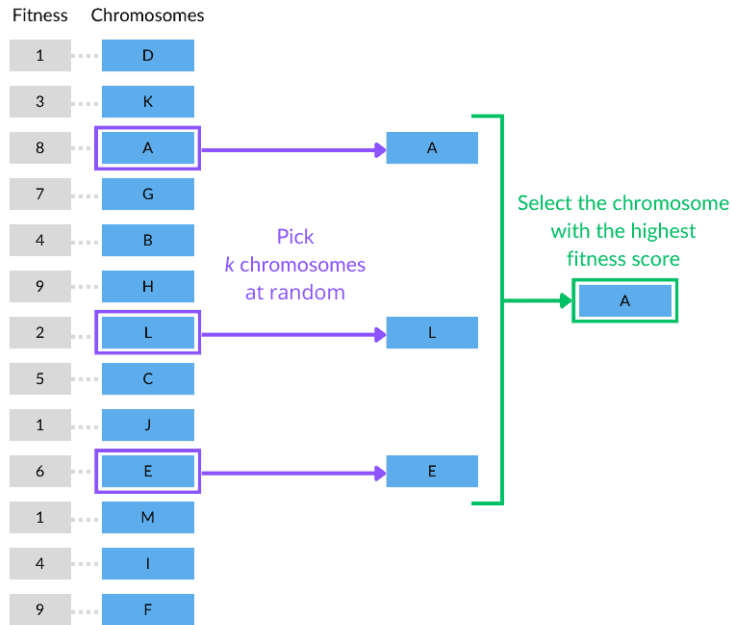 Fitness Chromosomes
1 D
3 K
8 A A
7 G
4 B
9 H
2 L L
5 C
1 J
6 E E
1 M
4 I
9 F
Pick
k chromosomes
at random
Select the chromosome
with the highest
fitness score
A